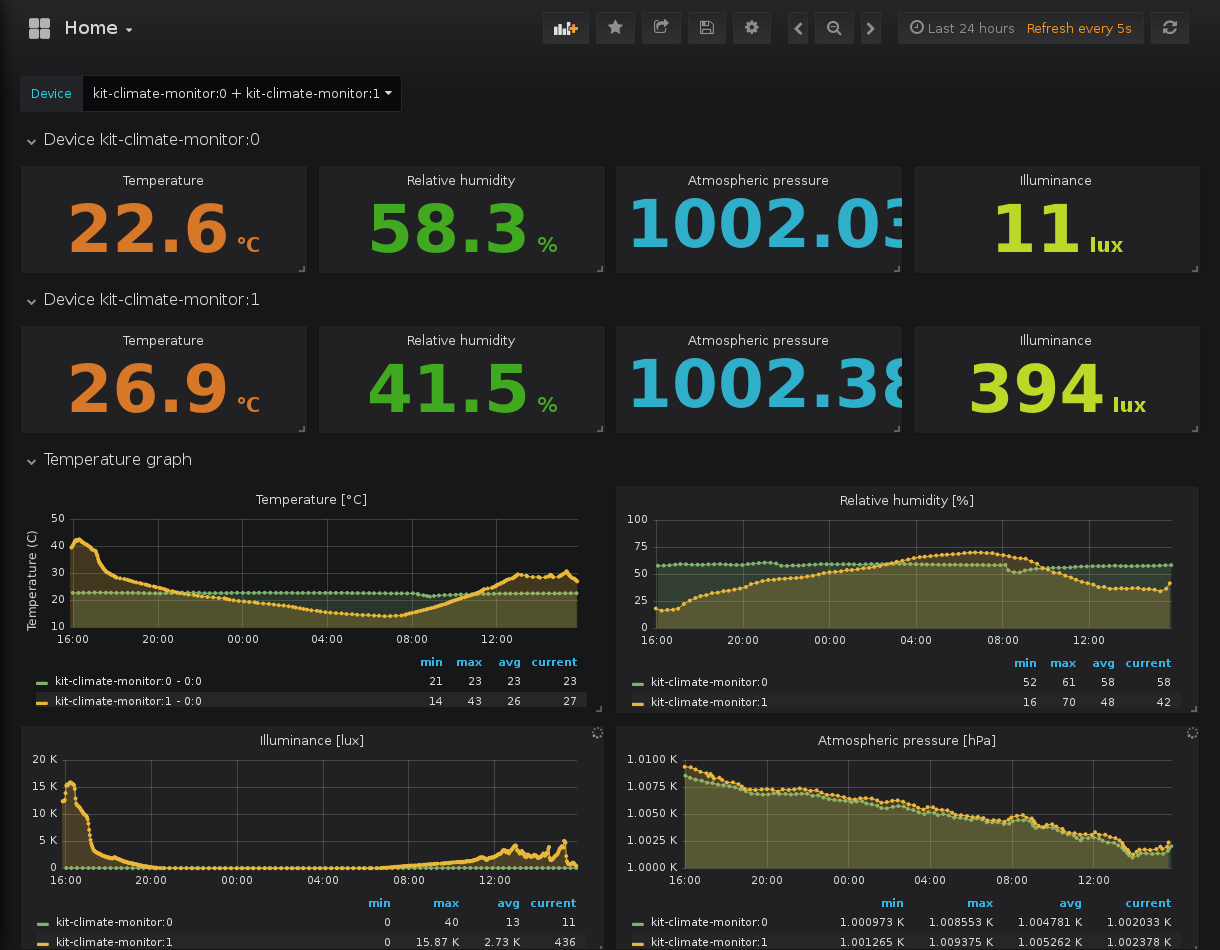 Home
Last 24 hours Refresh every 5s
Device kit-climate-monitor:0 + kit-climate-monitor:1
Device kit-climate-monitor:0
Temperature Relative humidity Atmospheric pressure Illuminance
22.6 °C 58.3 % 1002.03 11 lux
Device kit-climate-monitor:1
Temperature Relative humidity Atmospheric pressure Illuminance
26.9 °C 41.5 % 1002.38 394 lux
Temperature graph
Temperature [°C]
Temperature (C)
50
40
30
20
10
16:00 20:00 00:00 04:00 08:00 12:00
min max avg current
kit-climate-monitor:0 - 0:0 21 23 23 23
kit-climate-monitor:1 - 0:0 14 43 26 27
Relative humidity [%]
100
75
50
25
0
16:00 20:00 00:00 04:00 08:00 12:00
min max avg current
kit-climate-monitor:0 52 61 58 58
kit-climate-monitor:1 16 70 48 42
Illuminance [lux]
20 K
15 K
10 K
5 K
0
16:00 20:00 00:00 04:00 08:00 12:00
min max avg current
kit-climate-monitor:0 0 40 13 11
kit-climate-monitor:1 0 15.87 K 2.73 K 436
Atmospheric pressure [hPa]
1.0100 K
1.0075 K
1.0050 K
1.0025 K
1.0000 K
16:00 20:00 00:00 04:00 08:00 12:00
min max avg current
kit-climate-monitor:0 1.000973 K 1.008553 K 1.004781 K 1.002033 K
kit-climate-monitor:1 1.001265 K 1.009375 K 1.005262 K 1.002378 K